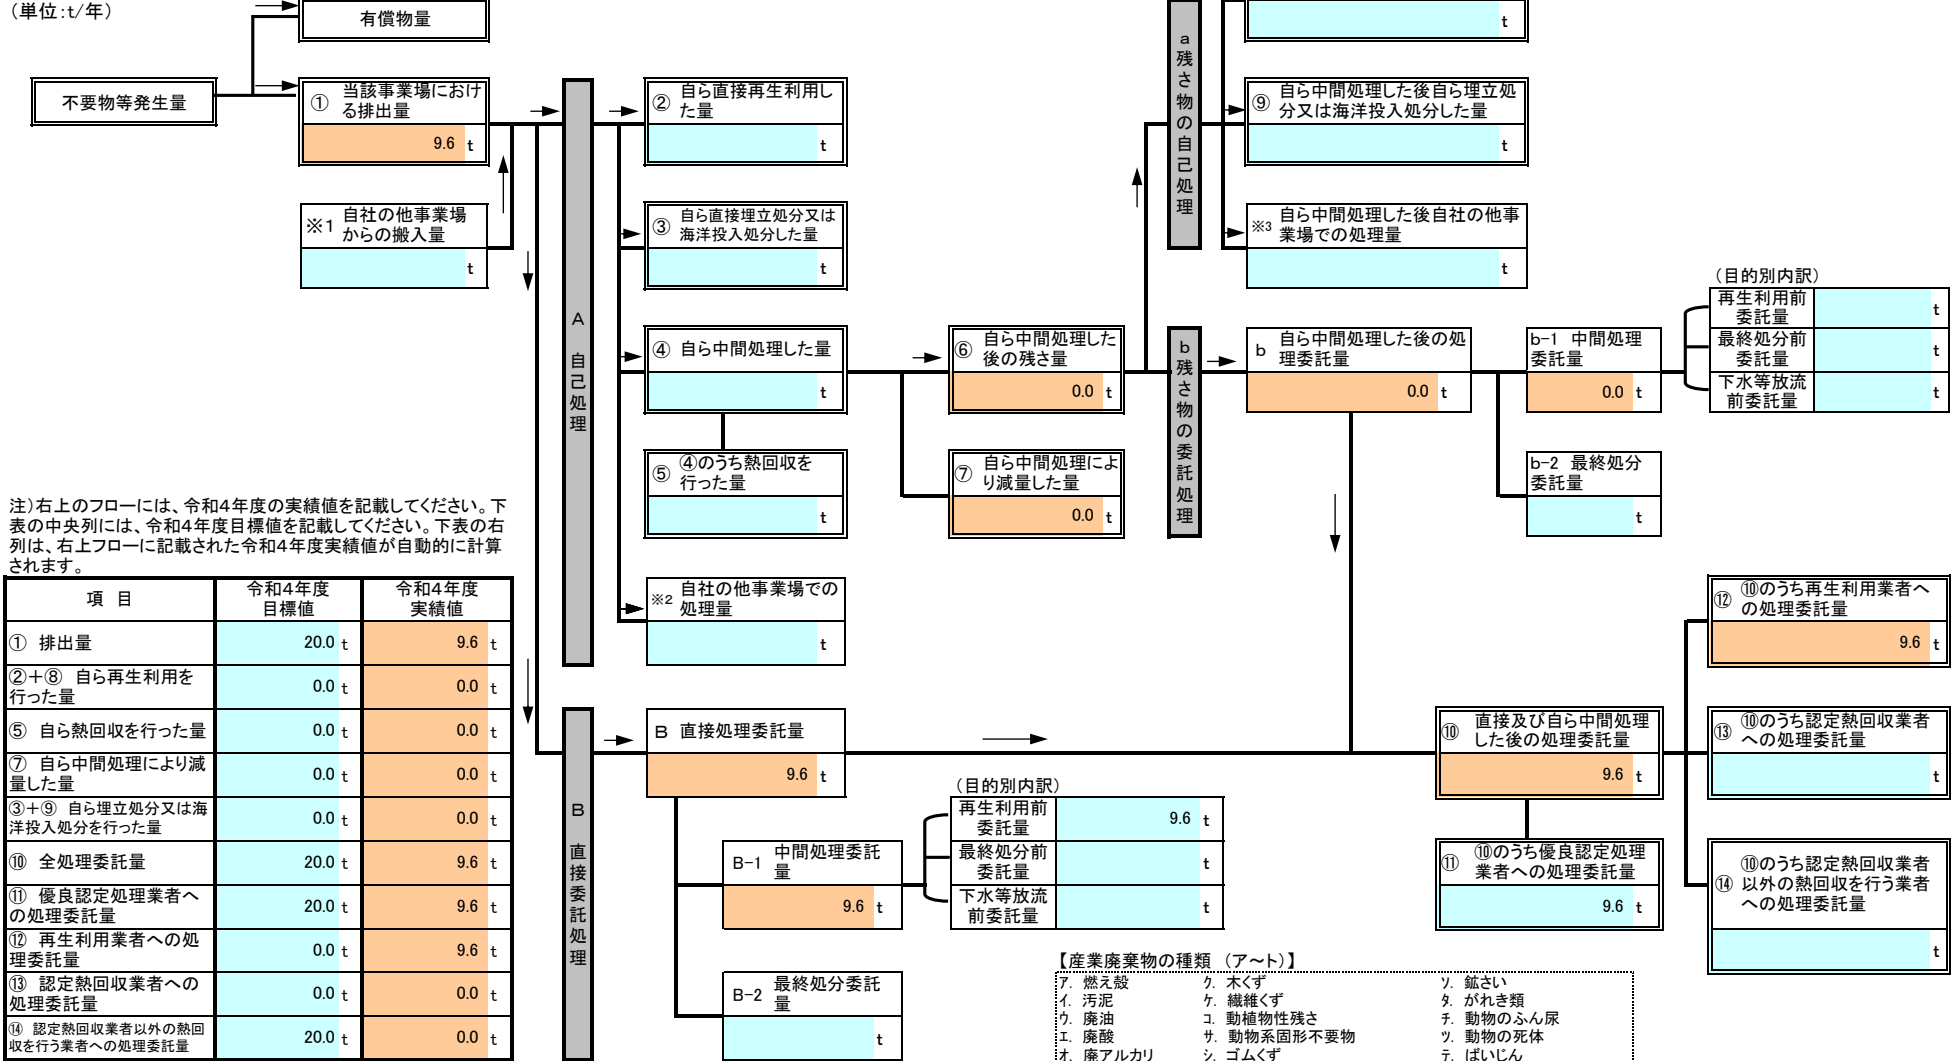 （単位：t/年）
有償物量
不要物等発生量
① 当該事業場におけ
る排出量
9.6 t
※1 自社の他事業場
からの搬入量
t
A 自己処理
② 自ら直接再生利用し
た量
t
③ 自ら直接埋立処分又は
海洋投入処分した量
t
④ 自ら中間処理した量
t
⑤ ④のうち熱回収を
行った量
t
※2 自社の他事業場での
処理量
t
⑥ 自ら中間処理した
後の残さ量
0.0 t
⑦ 自ら中間処理によ
り減量した量
0.0 t
a 残さ物の自己処理
t
⑨ 自ら中間処理した後自ら埋立処
分又は海洋投入処分した量
t
※3 自ら中間処理した後自社の他事
業場での処理量
t
b 残さ物の委託処理
b 自ら中間処理した後の処
理委託量
0.0 t
b-1 中間処理
委託量
0.0 t
（目的別内訳）
再生利用前
委託量
t
最終処分前
委託量
t
下水等放流
前委託量
t
b-2 最終処分
委託量
t
注）右上のフローには、令和４年度の実績値を記載してください。下
表の中央列には、令和４年度目標値を記載してください。下表の右
列は、右上フローに記載された令和４年度実績値が自動的に計算
されます。
項 目 令和４年度 令和４年度
目標値 実績値
① 排出量 20.0 t 9.6 t
②＋⑧ 自ら再生利用を
行った量 0.0 t 0.0 t
⑤ 自ら熱回収を行った量 0.0 t 0.0 t
⑦ 自ら中間処理により減
量した量 0.0 t 0.0 t
③＋⑨ 自ら埋立処分又は海
洋投入処分を行った量 0.0 t 0.0 t
⑩ 全処理委託量 20.0 t 9.6 t
⑪ 優良認定処理業者へ
の処理委託量 20.0 t 9.6 t
⑫ 再生利用業者への処
理委託量 0.0 t 9.6 t
⑬ 認定熱回収業者への
処理委託量 0.0 t 0.0 t
⑭ 認定熱回収業者以外の熱回
収を行う業者への処理委託量 20.0 t 0.0 t
B 直接委託処理
B 直接処理委託量
9.6 t
B-1 中間処理委託
量
9.6 t
（目的別内訳）
再生利用前
委託量
9.6 t
最終処分前
委託量
t
下水等放流
前委託量
t
B-2 最終処分委託
量
t
⑩ 直接及び自ら中間処理
した後の処理委託量
9.6 t
⑪ ⑩のうち優良認定処理
業者への処理委託量
9.6 t
⑫ ⑩のうち再生利用業者へ
の処理委託量
9.6 t
⑬ ⑩のうち認定熱回収業者
への処理委託量
t
⑭ ⑩のうち認定熱回収業者
以外の熱回収を行う業者
への処理委託量
t
【産業廃棄物の種類 （ア～ト）】
ア. 燃え殻 ク. 木くず ソ. 鉱さい
イ. 汚泥 ケ. 繊維くず タ. がれき類
ウ. 廃油 コ. 動植物性残さ チ. 動物のふん尿
エ. 廃酸 サ. 動物系固形不要物 ツ. 動物の死体
オ. 廃アルカリ シ. ゴムくず テ. ばいじん